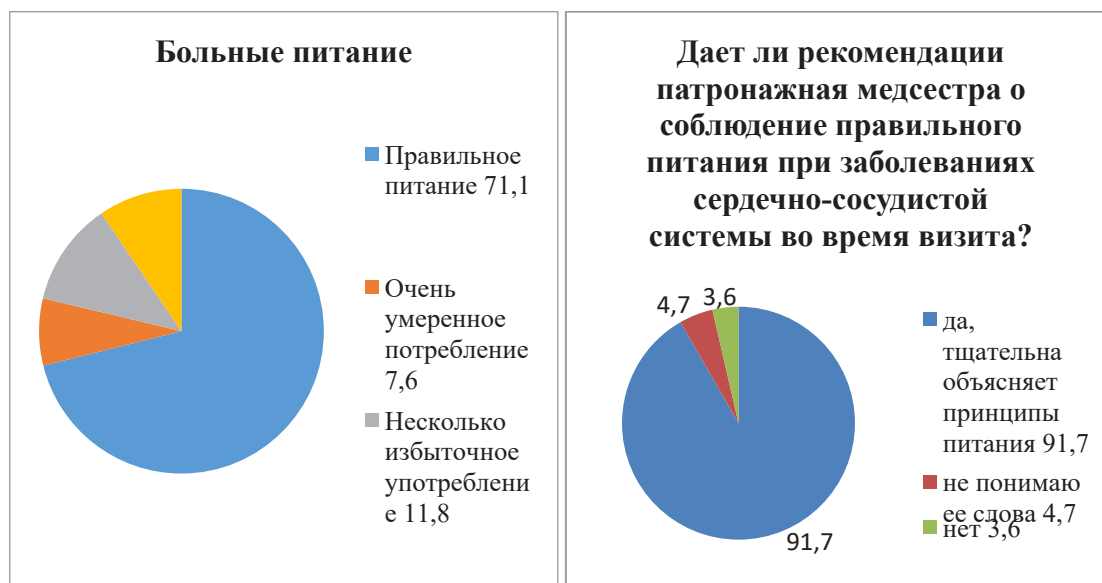 Больные питание
Правильное
питание 71,1
Очень
умеренное
потребление
7,6
Несколько
избыточное
употреблени
е 11,8
Дает ли рекомендации
патронажная медсестра о
соблюдение правильного
питания при заболеваниях
сердечно-сосудистой
системы во время визита?
4,7
3,6
91,7
да,
тщательна
объясняет
принципы
питания 91,7
не понимаю
ее слова 4,7
нет 3,6